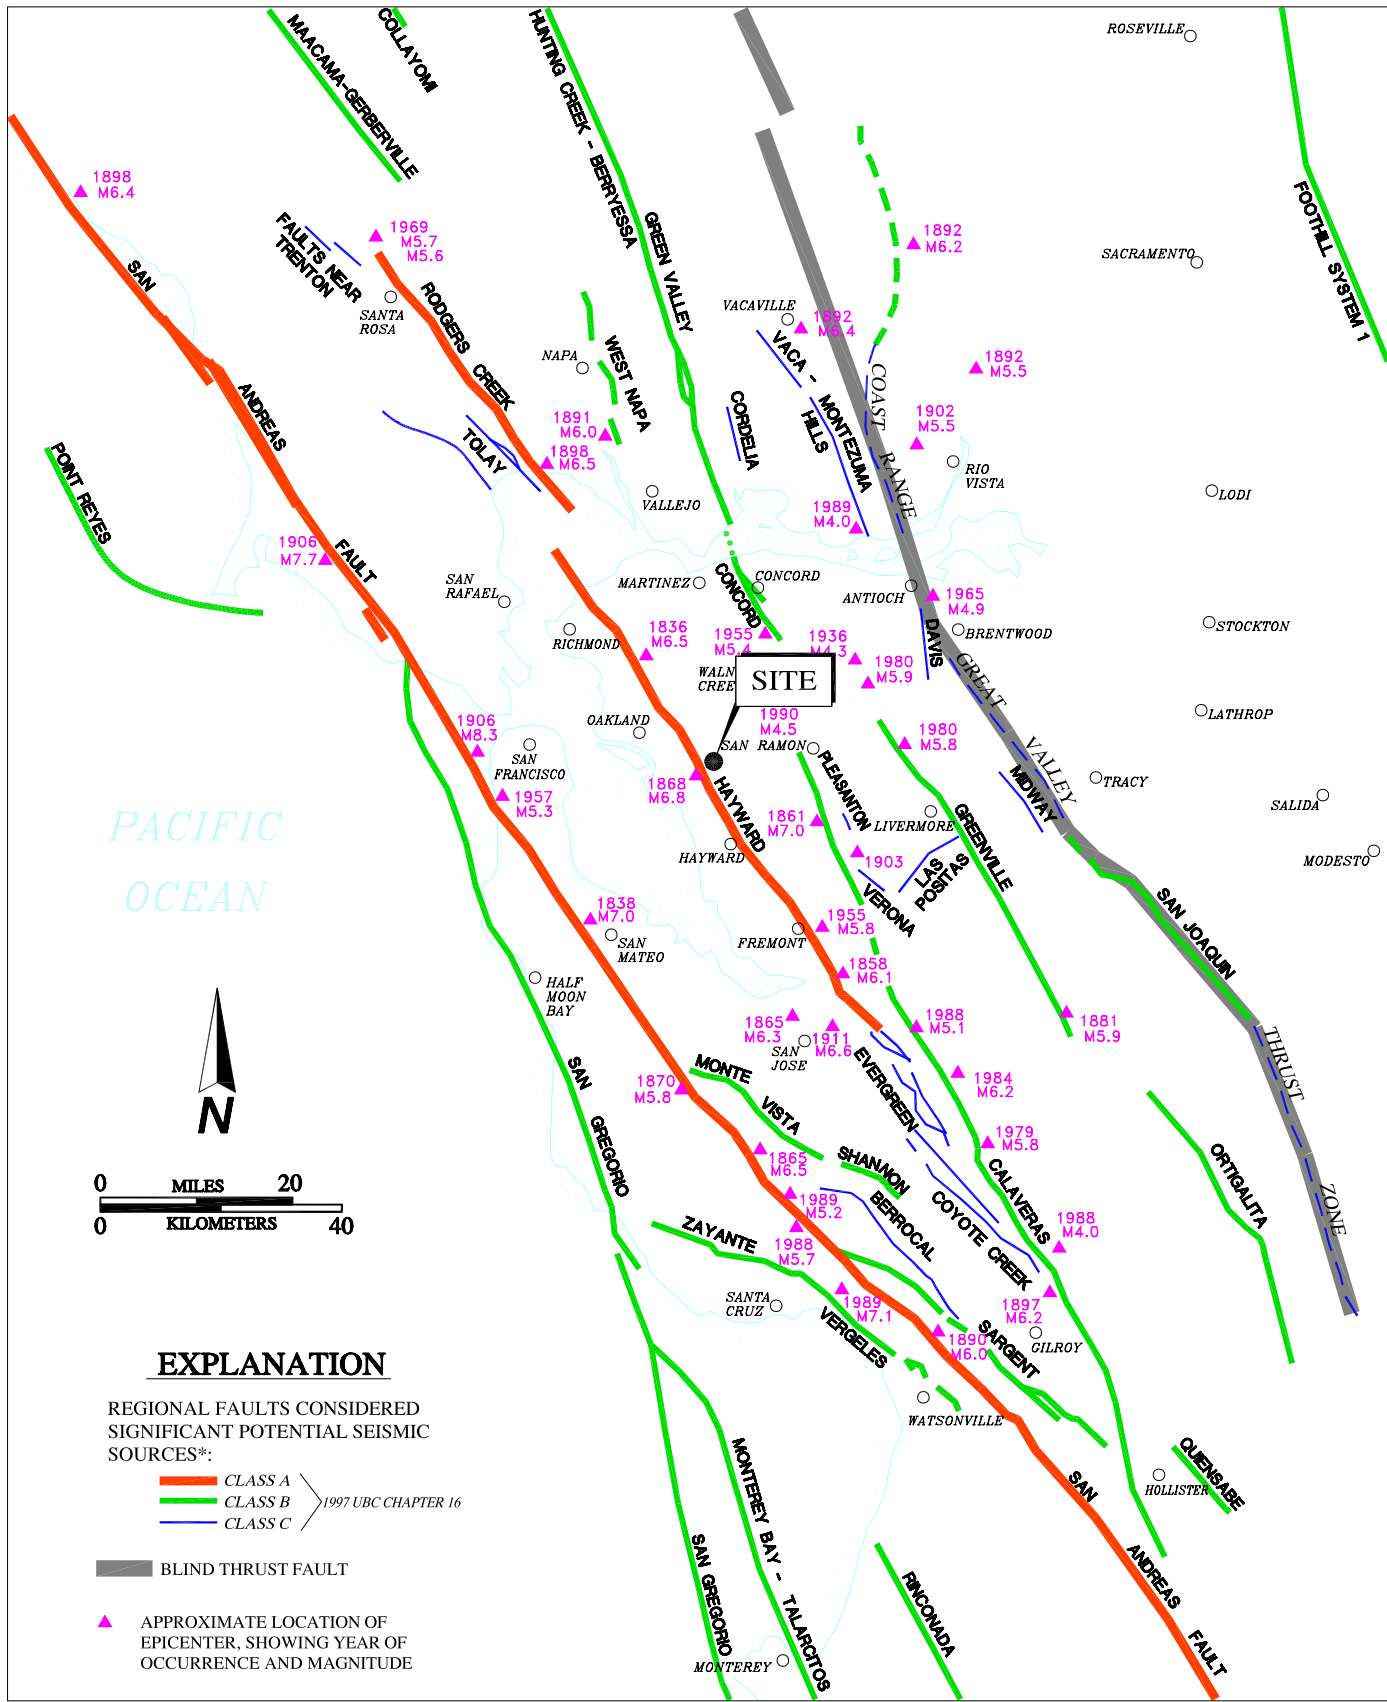 ROSEVILLE
COLLAYOMI
MAACAMA-GERBERVILLE
HUNTING CREEK - BERRYESSA
FOOTHILL SYSTEM 1
1898
M6.4
1969
M5.7
M5.6
FAULTS NEAR
TRENTON
SANTA
ROSA
RODGERS CREEK
GREEN VALLEY
1892
M6.2
SACRAMENTO
SAN
VACAVILLE
1892
M6.4
NAPA
WEST NAPA
VACA - MONTEZUMA
HILLS
COAST RANGE
1892
M5.5
ANDREAS
1891
M6.0
CORDELIA
1902
M5.5
POINT REYES
TOLAY
1898
M6.5
RIO
VISTA
VALLEJO
LODI
1989
M4.0
1906
M7.7
FAULT
SAN
RAFAEL
MARTINEZ
CONCORD
CONCORD
ANTIOCH
1965
M4.9
RICHMOND
1836
M6.5
1955
M5.4
1936
M4.3
DAVIS
BRENTWOOD
STOCKTON
WALN
CREE
SITE
1980
M5.9
GREAT
VALLEY
OAKLAND
1990
M4.5
SAN RAMON
1980
M5.8
LATHROP
1906
M8.3
SAN
FRANCISCO
1957
M5.3
1868
M6.8
HAYWARD
PLEASANTON
MIDWAY
TRACY
SALIDA
PACIFIC
OCEAN
1861
M7.0
LIVERMORE
GREENVILLE
HAYWARD
1903
LAS
POSITAS
MODESTO
VERONA
1838
M7.0
SAN
MATEO
FREMONT
1955
M5.8
SAN JOAQUIN
1858
M6.1
HALF
MOON
BAY
N
1865
M6.3
1911
M6.6
SAN
JOSE
1988
M5.1
1881
M5.9
THRUST
ZONE
SAN
GREGORIO
MONTE
VISTA
EVERGREEN
1870
M5.8
1984
M6.2
1979
M5.8
1865
M6.5
SHANNON
ORTIGALITA
0 MILES 20
0 KILOMETERS 40
1989
M5.2
BERROCAL
CALAVERAS
COYOTE CREEK
ZAYANTE
1988
M5.7
1988
M4.0
SANTA
CRUZ
1989
M7.1
1897
M6.2
VERGELES
1890
M6.0
SARGENT
GILROY
EXPLANATION
REGIONAL FAULTS CONSIDERED
SIGNIFICANT POTENTIAL SEISMIC
SOURCES*:
CLASS A
CLASS B
CLASS C
1997 UBC CHAPTER 16
BLIND THRUST FAULT
APPROXIMATE LOCATION OF
EPICENTER, SHOWING YEAR OF
OCCURRENCE AND MAGNITUDE
WATSONVILLE
MONTEREY BAY - TALARCITOS
SAN
QUIENSABE
HOLLISTER
SAN GREGORIO
ANDREAS
RINCONADA
FAULT
MONTEREY